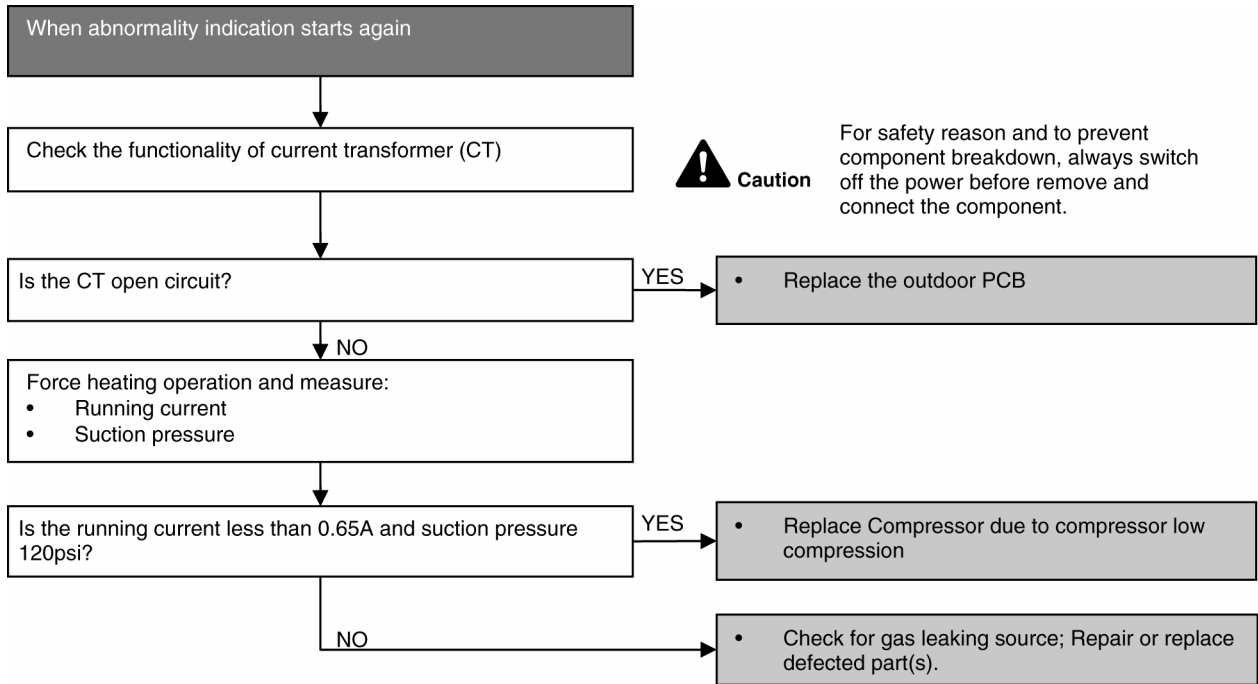 When abnormality indication starts again
Check the functionality of current transformer (CT)
Caution
For safety reason and to prevent
component breakdown, always switch
off the power before remove and
connect the component.
Is the CT open circuit?
YES
• Replace the outdoor PCB
NO
Force heating operation and measure:
• Running current
• Suction pressure
Is the running current less than 0.65A and suction pressure
120psi?
YES
• Replace Compressor due to compressor low
compression
NO
• Check for gas leaking source; Repair or replace
defected part(s).